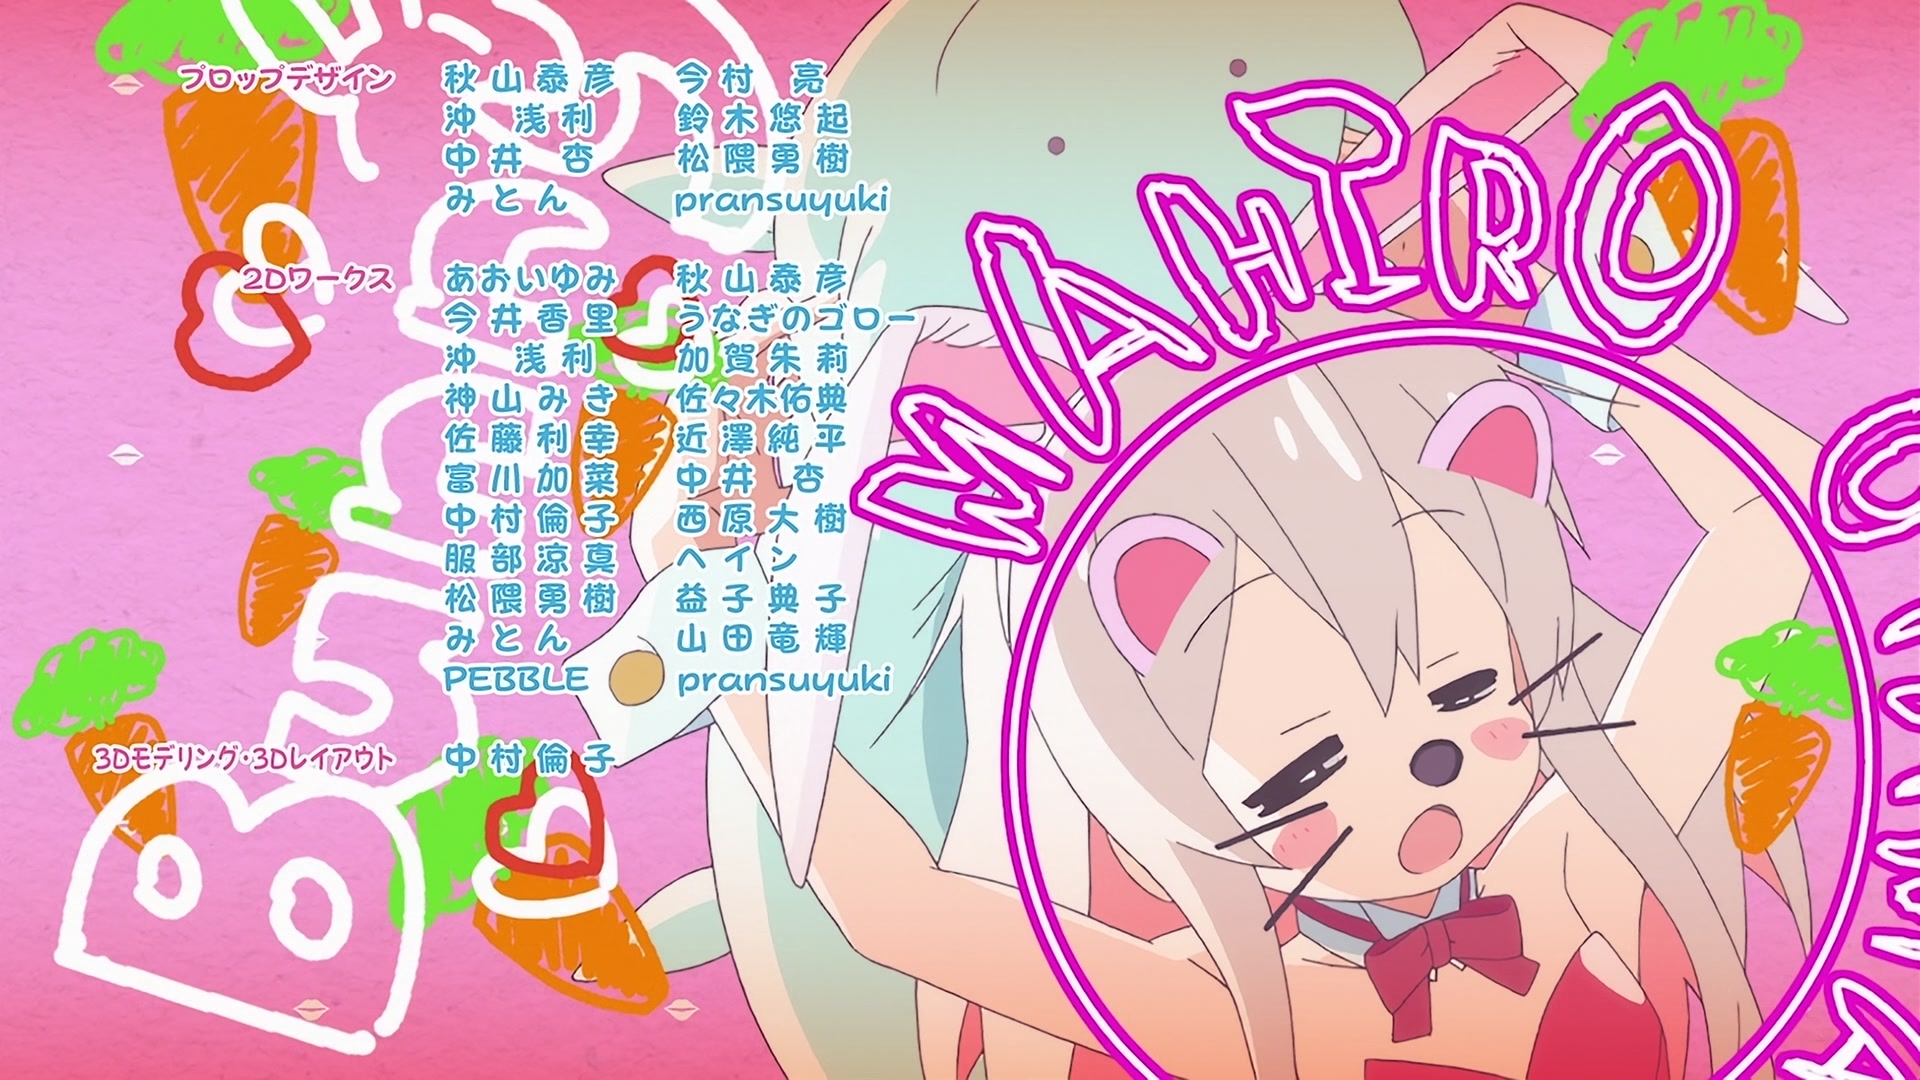 プロップデザイン 秋山泰彦 今村 亮
沖 浅利 鈴木悠起
中井 杏 松隈勇樹
みとん pransuyuki
2Dワークス あおいゆみ 秋山泰彦
今井香里 うなぎのゴロー
沖 浅利 加賀朱莉
神山みき 佐々木佑典
佐藤利幸 近澤純平
富川加菜 中井 杏
中村倫子 西原大樹
服部涼真 ヘイン
松隈勇樹 益子典子
みとん 山田竜輝
PEBBLE pransuyuki
3Dモデリング・3Dレイアウト 中村倫子
MAHIRO